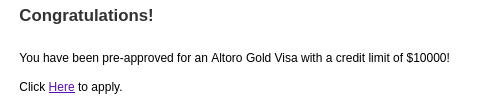 Congratulations!
You have been pre-approved for an Altoro Gold Visa with a credit limit of $10000!
Click Here to apply.